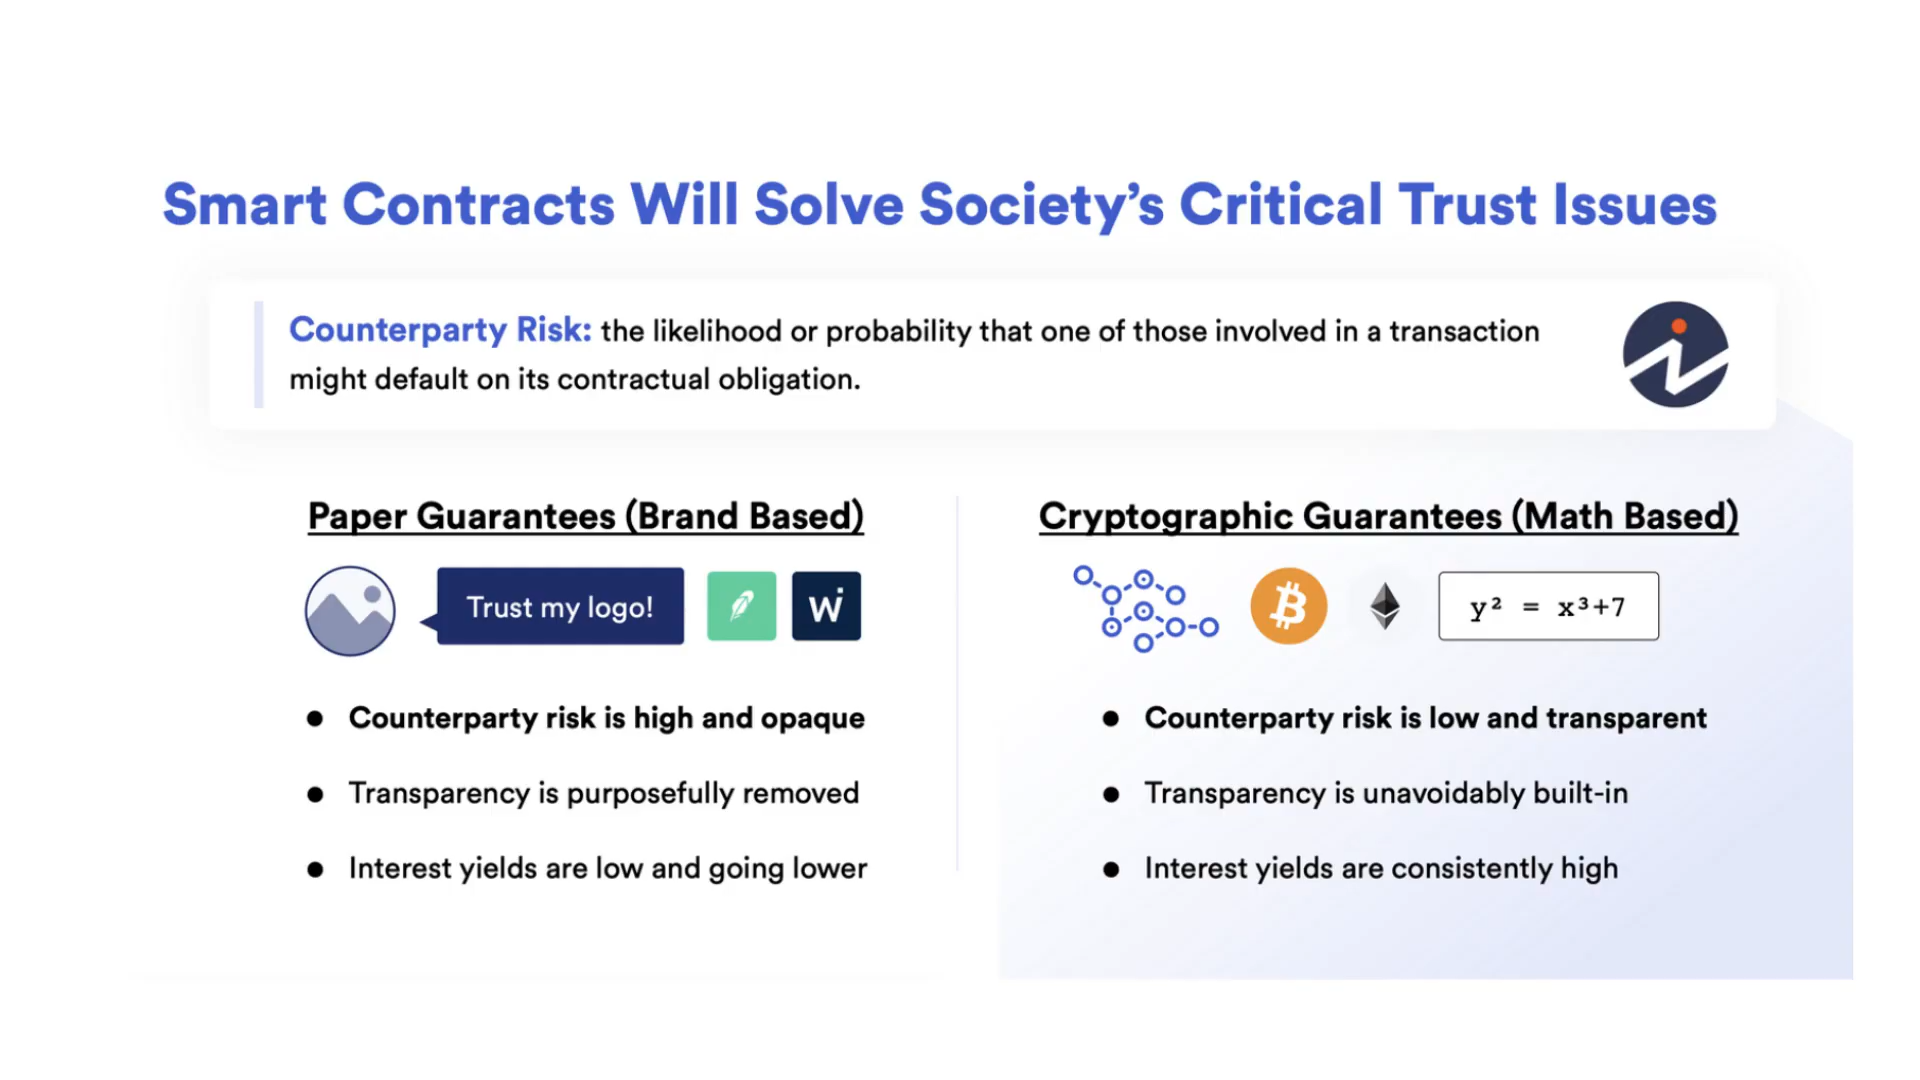 Smart Contracts Will Solve Society’s Critical Trust Issues
Counterparty Risk: the likelihood or probability that one of those involved in a transaction
might default on its contractual obligation.
Paper Guarantees (Brand Based)
Trust my logo!
W
Counterparty risk is high and opaque
Transparency is purposefully removed
Interest yields are low and going lower
Cryptographic Guarantees (Math Based)
y² = x³+7
Counterparty risk is low and transparent
Transparency is unavoidably built-in
Interest yields are consistently high